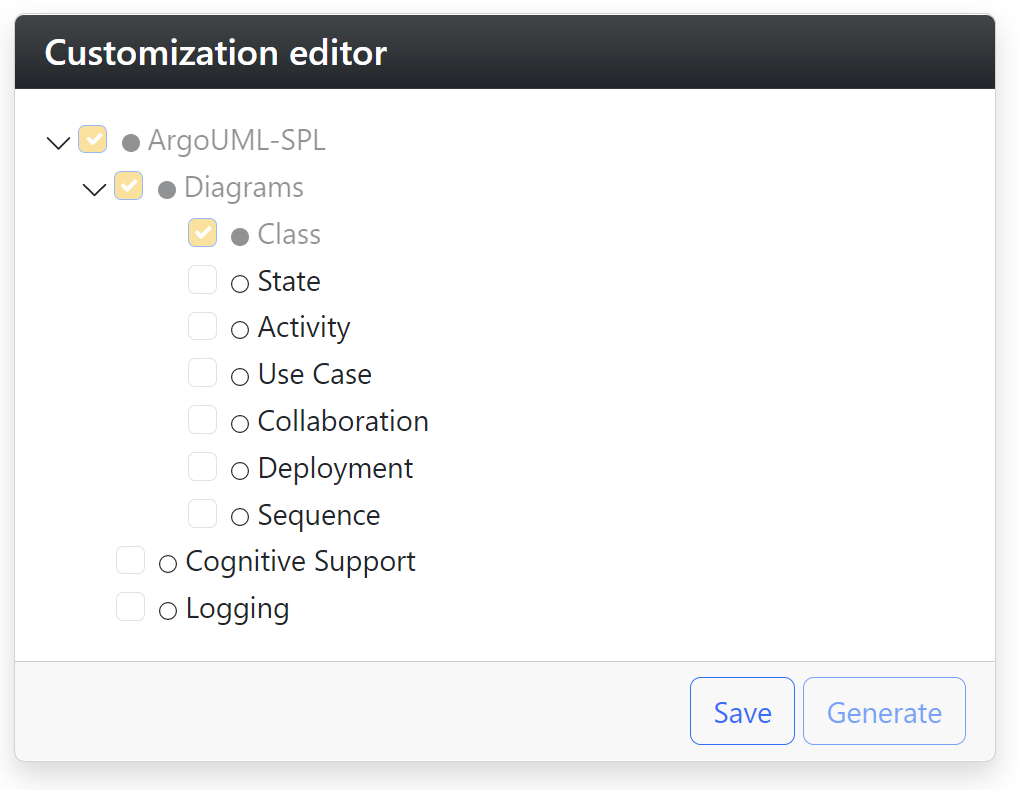 Customization editor
ArgoUML-SPL
Diagrams
Class
State
Activity
Use Case
Collaboration
Deployment
Sequence
Cognitive Support
Logging
Save Generate